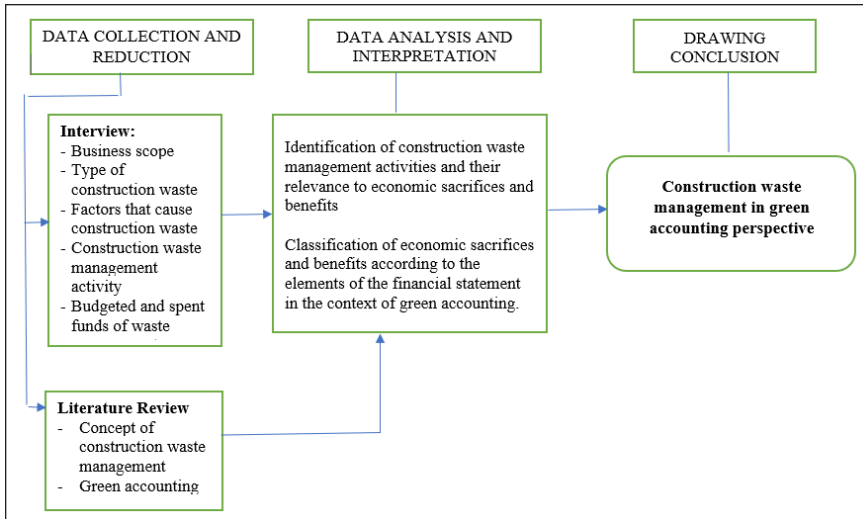 DATA COLLECTION AND
REDUCTION
DATA ANALYSIS AND
INTERPRETATION
DRAWING
CONCLUSION
Interview:
- Business scope
- Type of
construction waste
- Factors that cause
construction waste
- Construction waste
management
activity
- Budgeted and spent
funds of waste
Identification of construction waste
management activities and their
relevance to economic sacrifices and
benefits
Classification of economic sacrifices
and benefits according to the
elements of the financial statement
in the context of green accounting.
Construction waste
management in green
accounting perspective
Literature Review
- Concept of
construction waste
management
- Green accounting